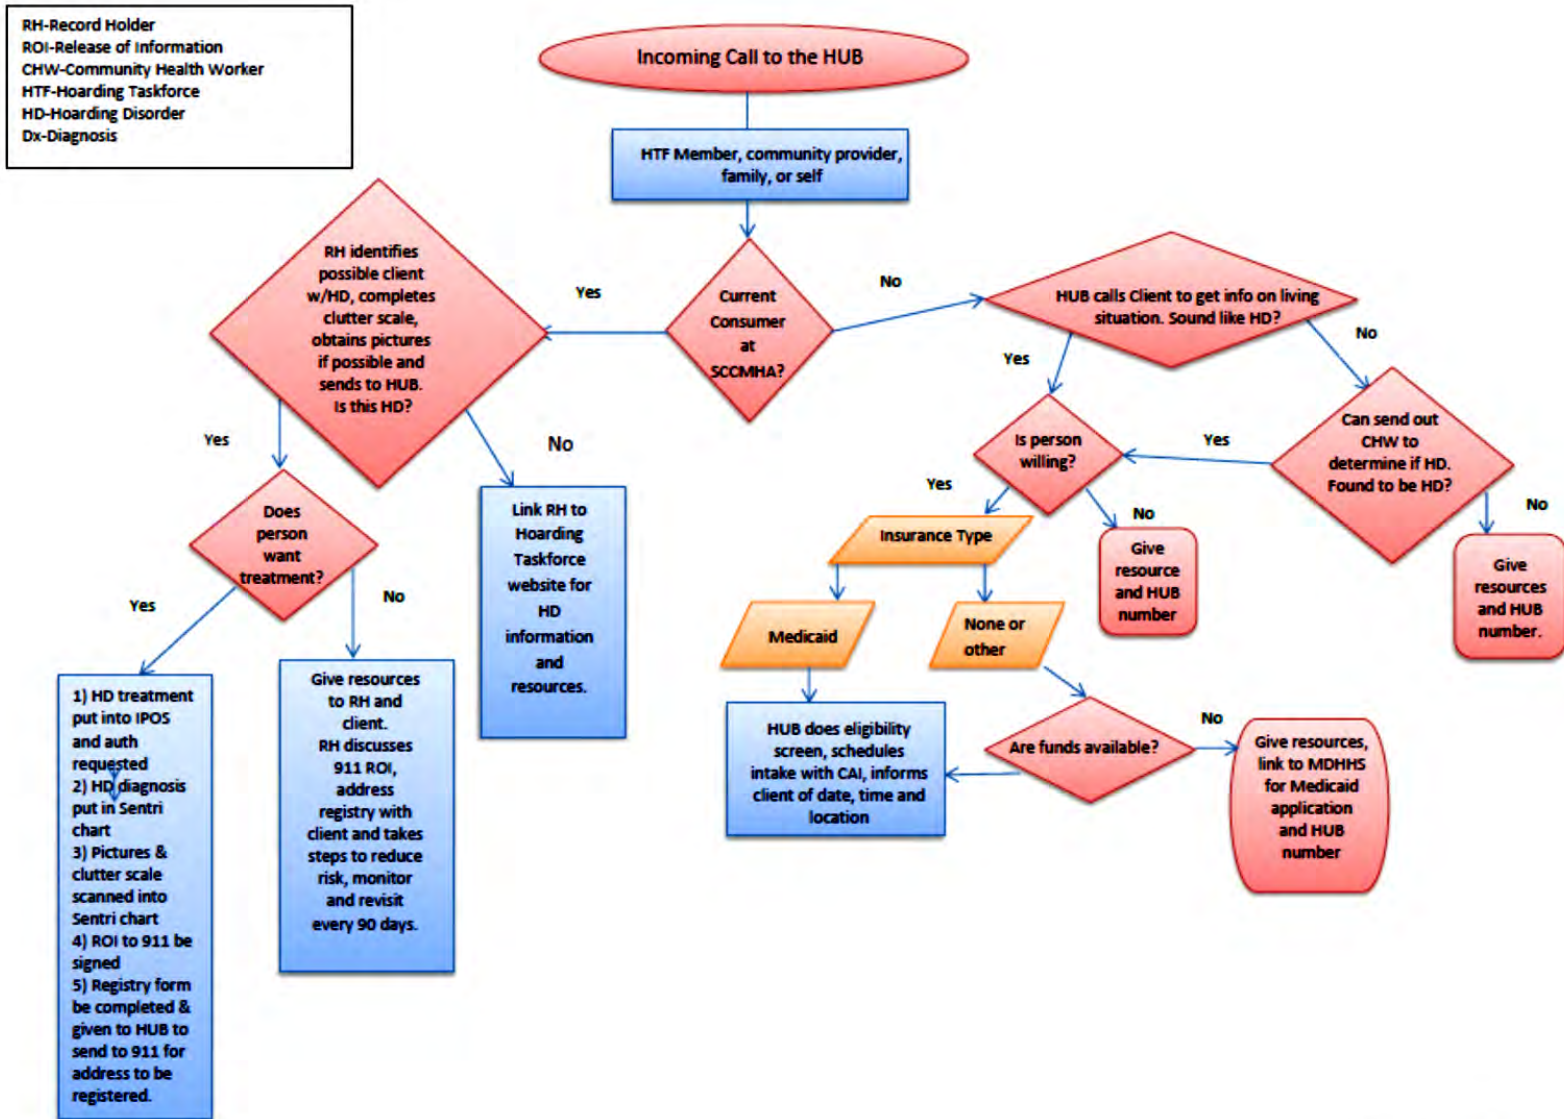 RH-Record Holder
ROI-Release of Information
CHW-Community Health Worker
HTF-Hoarding Taskforce
HD-Hoarding Disorder
Dx-Diagnosis
Incoming Call to the HUB
HTF Member, community provider,
family, or self
Current
Consumer
at
SCCMHA?
Yes
No
RH identifies
possible client
w/HD, completes
clutter scale,
obtains pictures
if possible and
sends to HUB.
Is this HD?
Yes
No
Does
person
want
treatment?
Yes
No
1) HD treatment
put into IPOS
and auth
requested
2) HD diagnosis
put in Sentri
chart
3) Pictures &
clutter scale
scanned into
Sentri chart
4) ROI to 911 be
signed
5) Registry form
be completed &
given to HUB to
send to 911 for
address to be
registered.
Give resources
to RH and
client.
RH discusses
911 ROI,
address
registry with
client and takes
steps to reduce
risk, monitor
and revisit
every 90 days.
Link RH to
Hoarding
Taskforce
website for
HD
information
and
resources.
HUB calls Client to get info on living
situation. Sound like HD?
Yes
No
Is person
willing?
Yes
No
Can send out
CHW to
determine if HD.
Found to be HD?
Yes
No
Give
resource
and HUB
number
Give
resources
and HUB
number.
Insurance Type
Medicaid
None or
other
HUB does eligibility
screen, schedules
intake with CAI, informs
client of date, time and
location
Are funds available?
No
Give resources,
link to MDHHS
for Medicaid
application
and HUB
number